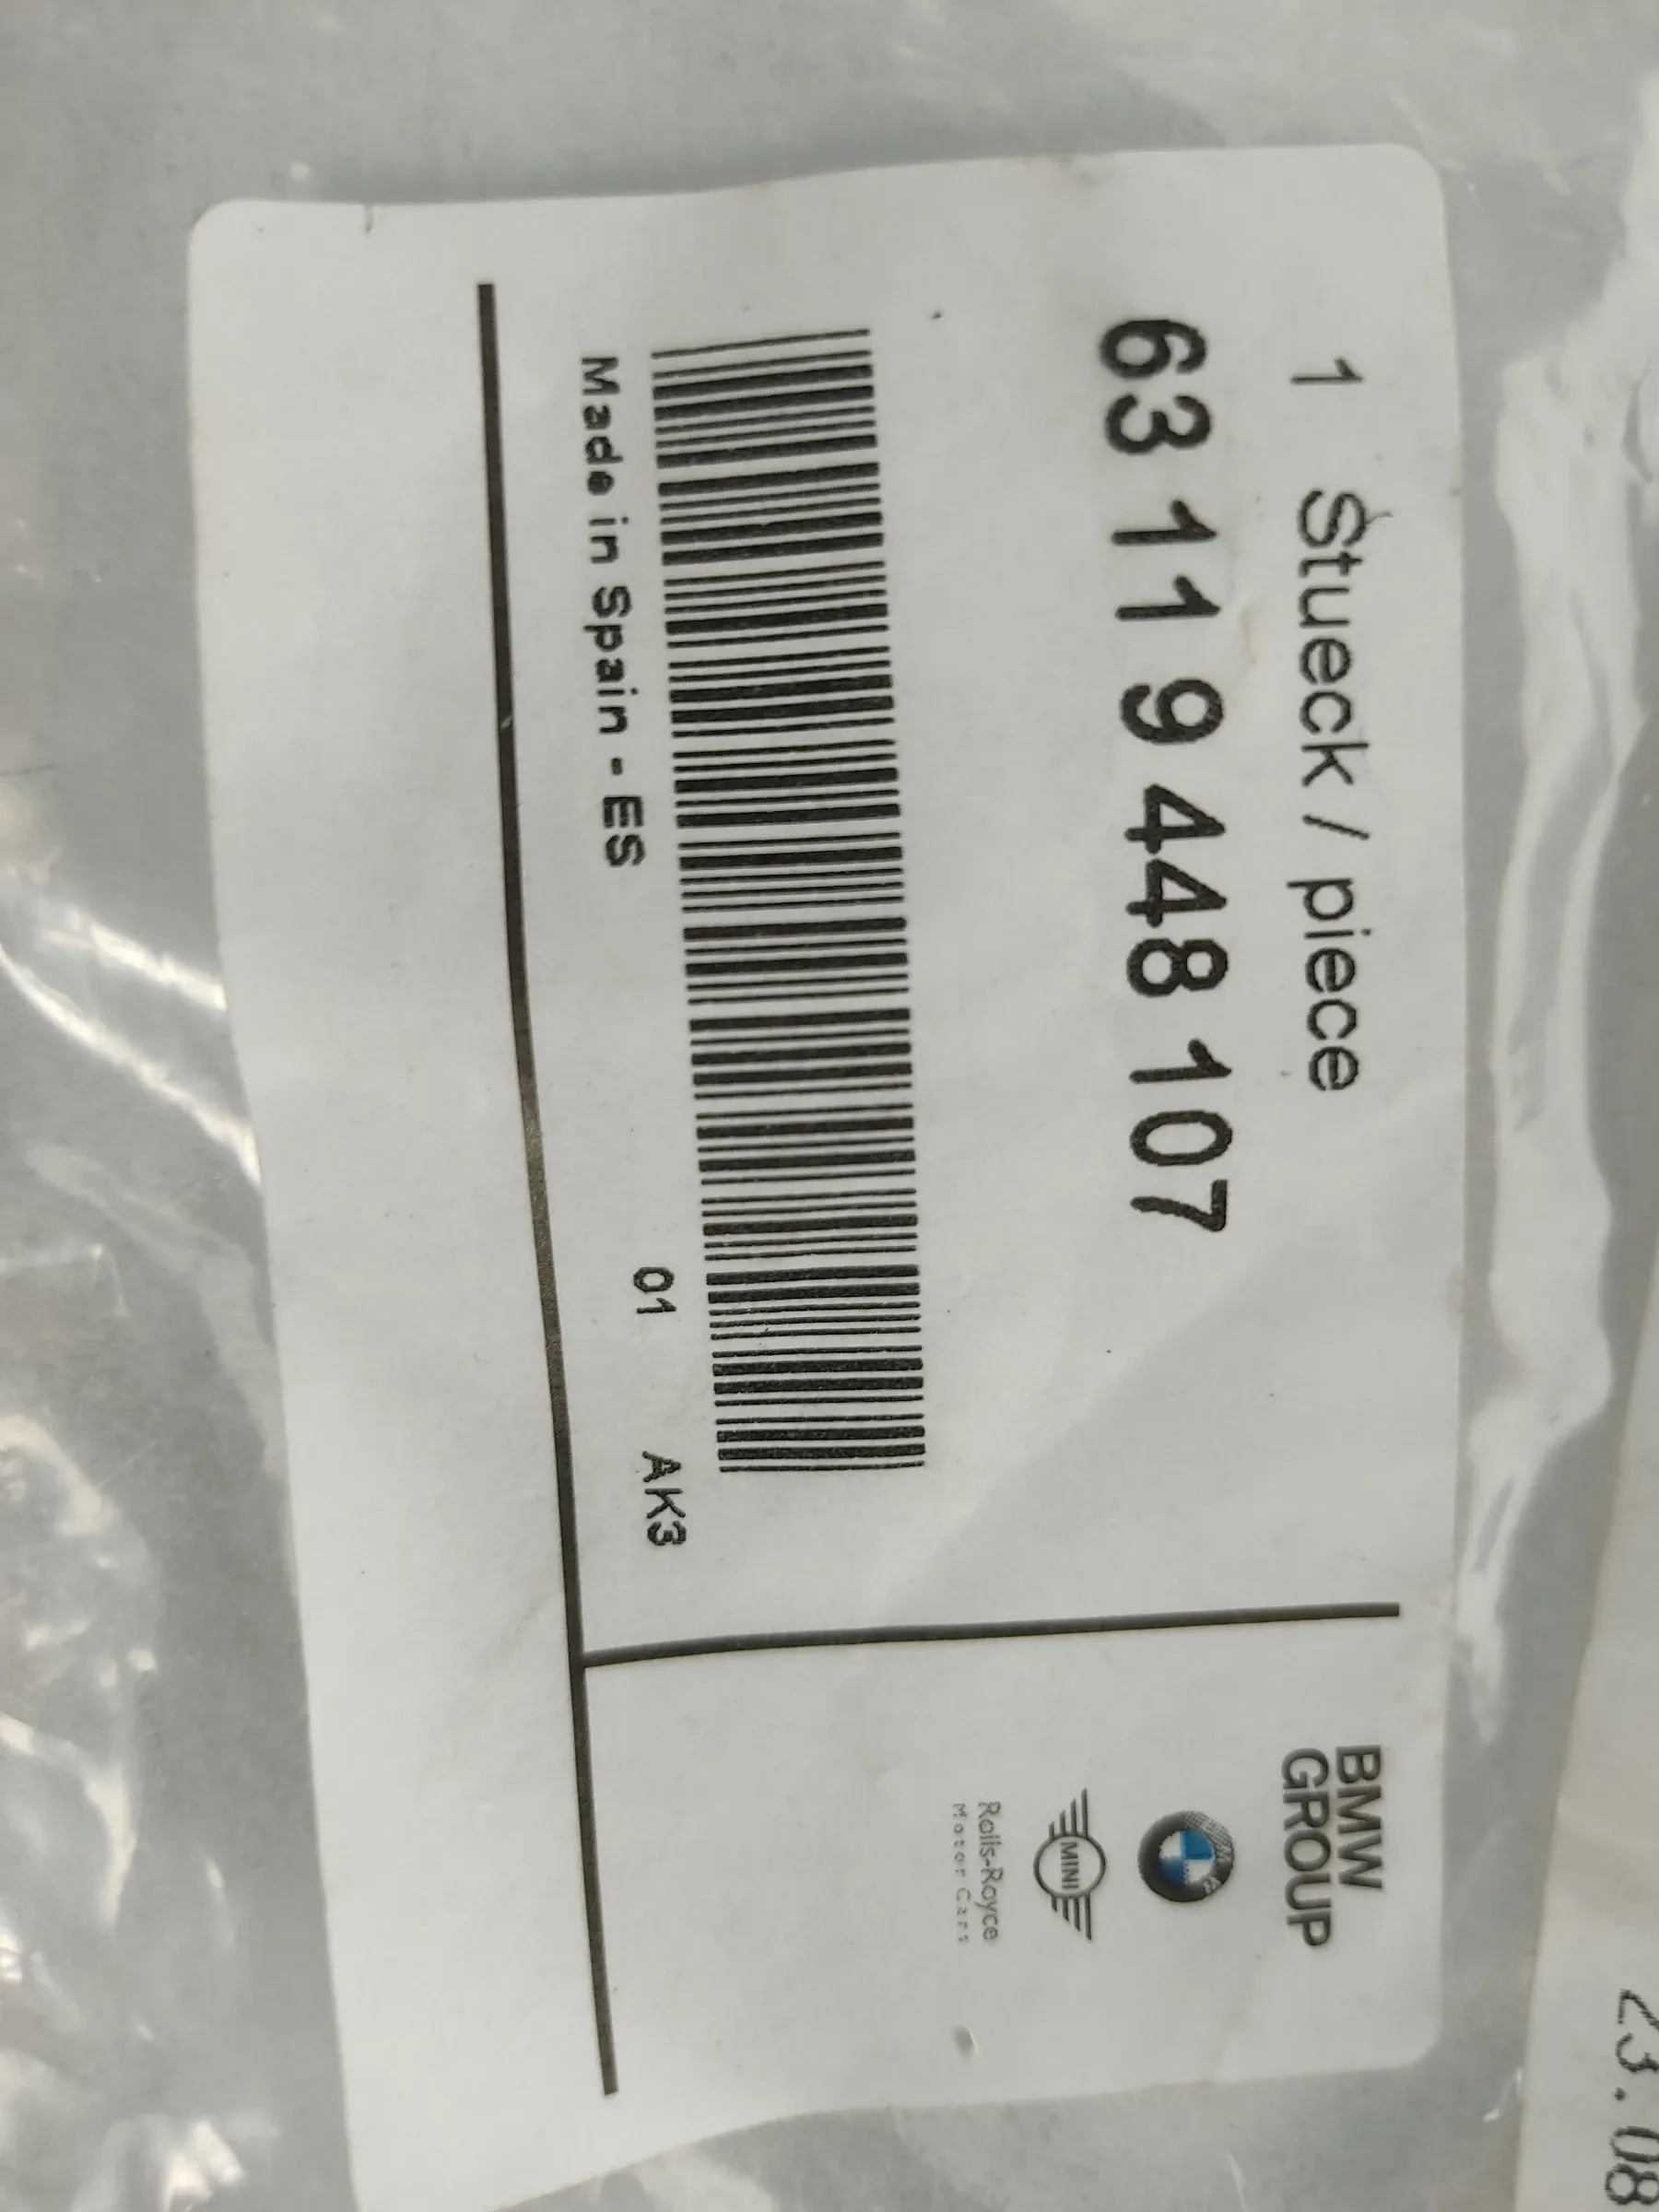 1 Stueck / piece
63 11 9 448 107
Made in Spain - ES
01 AK3
BMW
GROUP
MINI
Rolls-Royce
Motor Cars
23.08